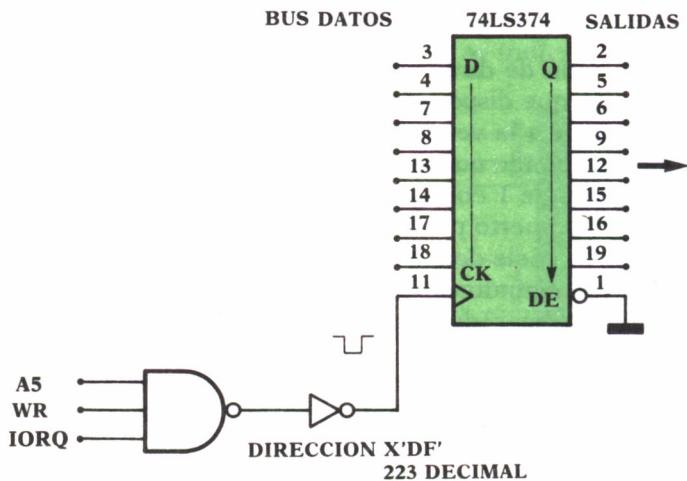 BUS DATOS 74LS374 SALIDAS
3 D Q 2
4 5
7 6
8 9
13 12
14 15
17 16
18 19
11 CK DE 1
A5
WR
IORQ
DIRECCION X'DF'
223 DECIMAL